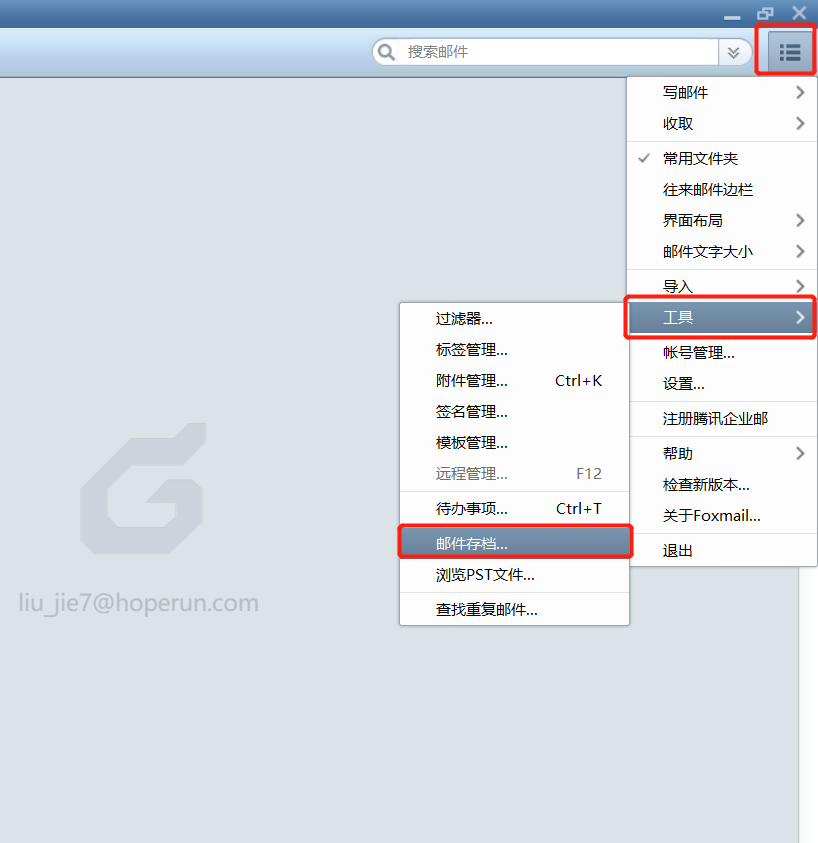 搜索邮件
写邮件
收取
常用文件夹
往来邮件边栏
界面布局
邮件文字大小
导入
工具
帐号管理...
设置...
注册腾讯企业邮
帮助
检查新版本...
关于Foxmail...
退出
过滤器...
标签管理...
附件管理... Ctrl+K
签名管理...
模板管理...
远程管理... F12
待办事项... Ctrl+T
邮件存档...
浏览PST文件...
查找重复邮件...
liu_jie7@hoperun.com